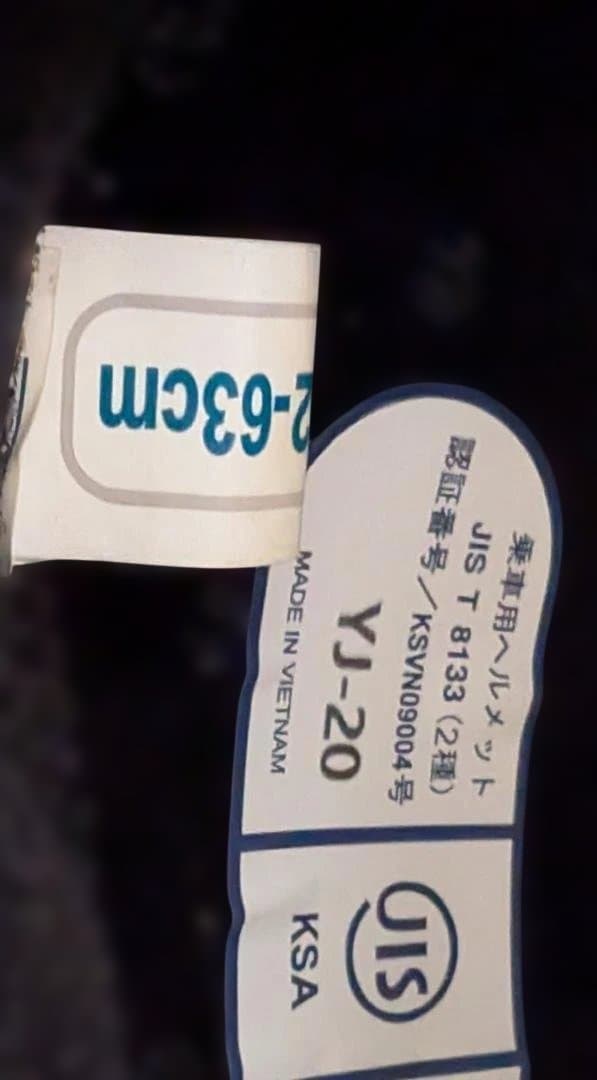 2-63cm
乗車用ヘルメット
JIS T 8133（2種）
認証番号／KSVN09004号
YJ-20
MADE IN VIETNAM
JIS
KSA